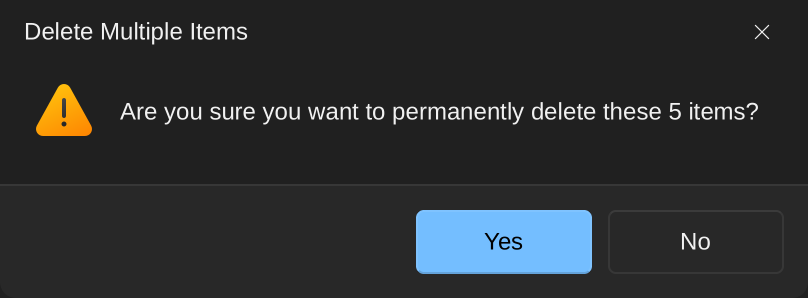 Delete Multiple Items
Are you sure you want to permanently delete these 5 items?
Yes
No